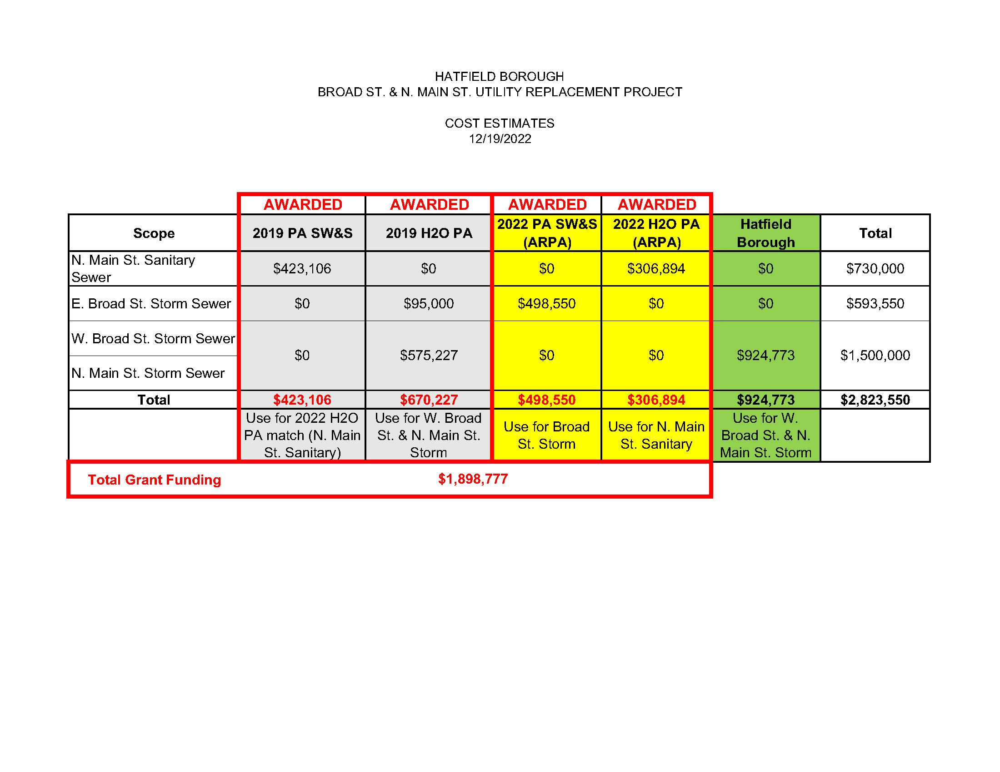 HATFIELD BOROUGH
BROAD ST. & N. MAIN ST. UTILITY REPLACEMENT PROJECT
COST ESTIMATES
12/19/2022
AWARDED AWARDED AWARDED AWARDED
Scope 2019 PA SW&S 2019 H2O PA 2022 PA SW&S (ARPA) 2022 H2O PA (ARPA) Hatfield Borough Total
N. Main St. Sanitary Sewer $423,106 $0 $0 $306,894 $0 $730,000
E. Broad St. Storm Sewer $0 $95,000 $498,550 $0 $0 $593,550
W. Broad St. Storm Sewer
$0 $575,227 $0 $0 $924,773 $1,500,000
N. Main St. Storm Sewer
Total $423,106 $670,227 $498,550 $306,894 $924,773 $2,823,550
Use for 2022 H2O PA match (N. Main St. Sanitary) Use for W. Broad St. & N. Main St. Storm Use for Broad St. Storm Use for N. Main St. Sanitary Use for W. Broad St. & N. Main St. Storm
Total Grant Funding $1,898,777